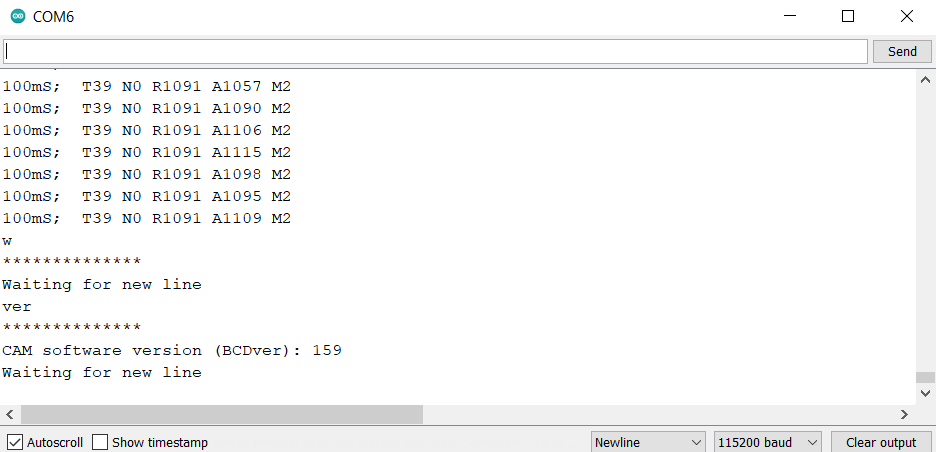 COM6
Send
100mS;  T39 N0 R1091 A1057 M2
100mS;  T39 N0 R1091 A1090 M2
100mS;  T39 N0 R1091 A1106 M2
100mS;  T39 N0 R1091 A1115 M2
100mS;  T39 N0 R1091 A1098 M2
100mS;  T39 N0 R1091 A1095 M2
100mS;  T39 N0 R1091 A1109 M2
w
**************
Waiting for new line
ver
**************
CAM software version (BCDver): 159
Waiting for new line
Autoscroll Show timestamp Newline 115200 baud Clear output